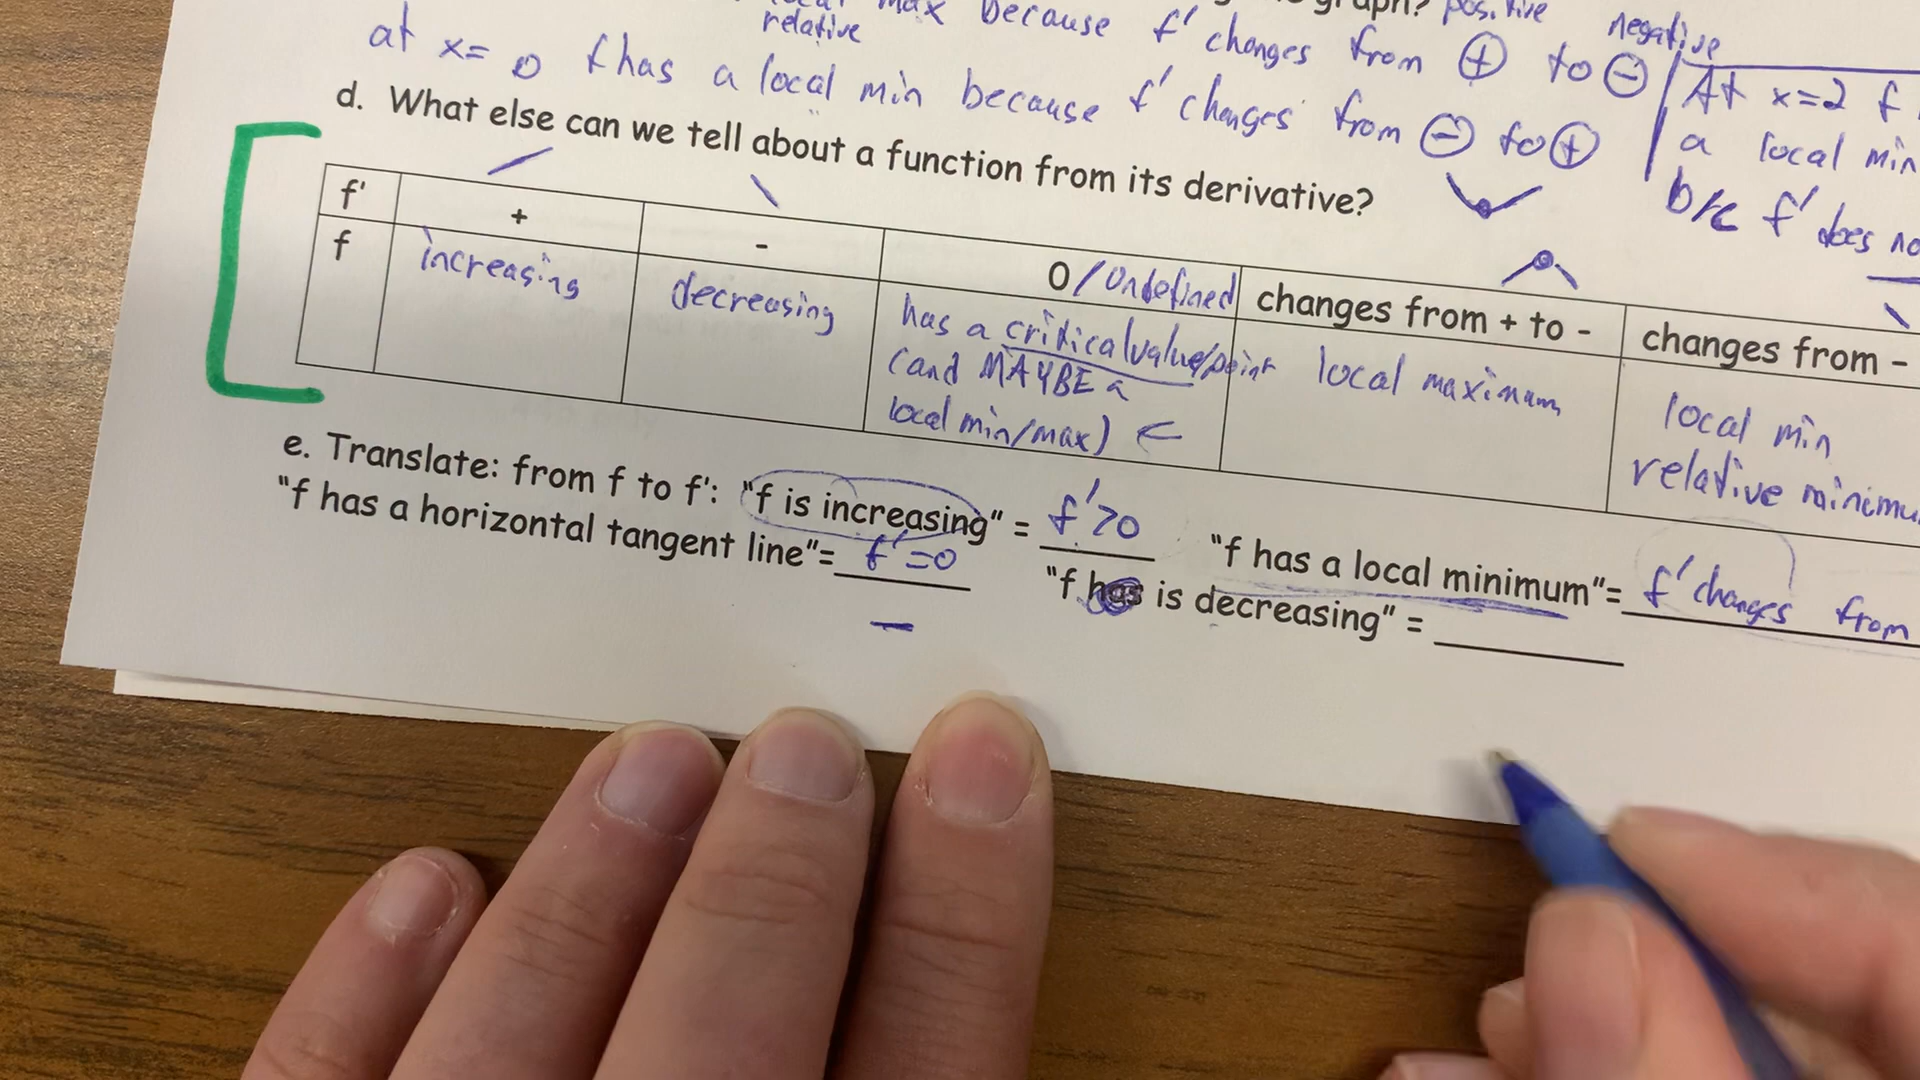 graph? positive negative
max because f' changes from ⊕ to ⊖
relative
at x=0 f has a local min because f' changes from ⊖ to ⊕
At x=2 f
a local min
b/c f' does no
d. What else can we tell about a function from its derivative?
f' + - 0/Undefined changes from + to - changes from -
f increasing decreasing has a critical value/point (and MAYBE a local min/max) ← local maximum local min relative minimu
e. Translate: from f to f': "f is increasing" = f'>0 "f has a local minimum"= f' changes from
"f has a horizontal tangent line"= f'=0 "f has is decreasing" =